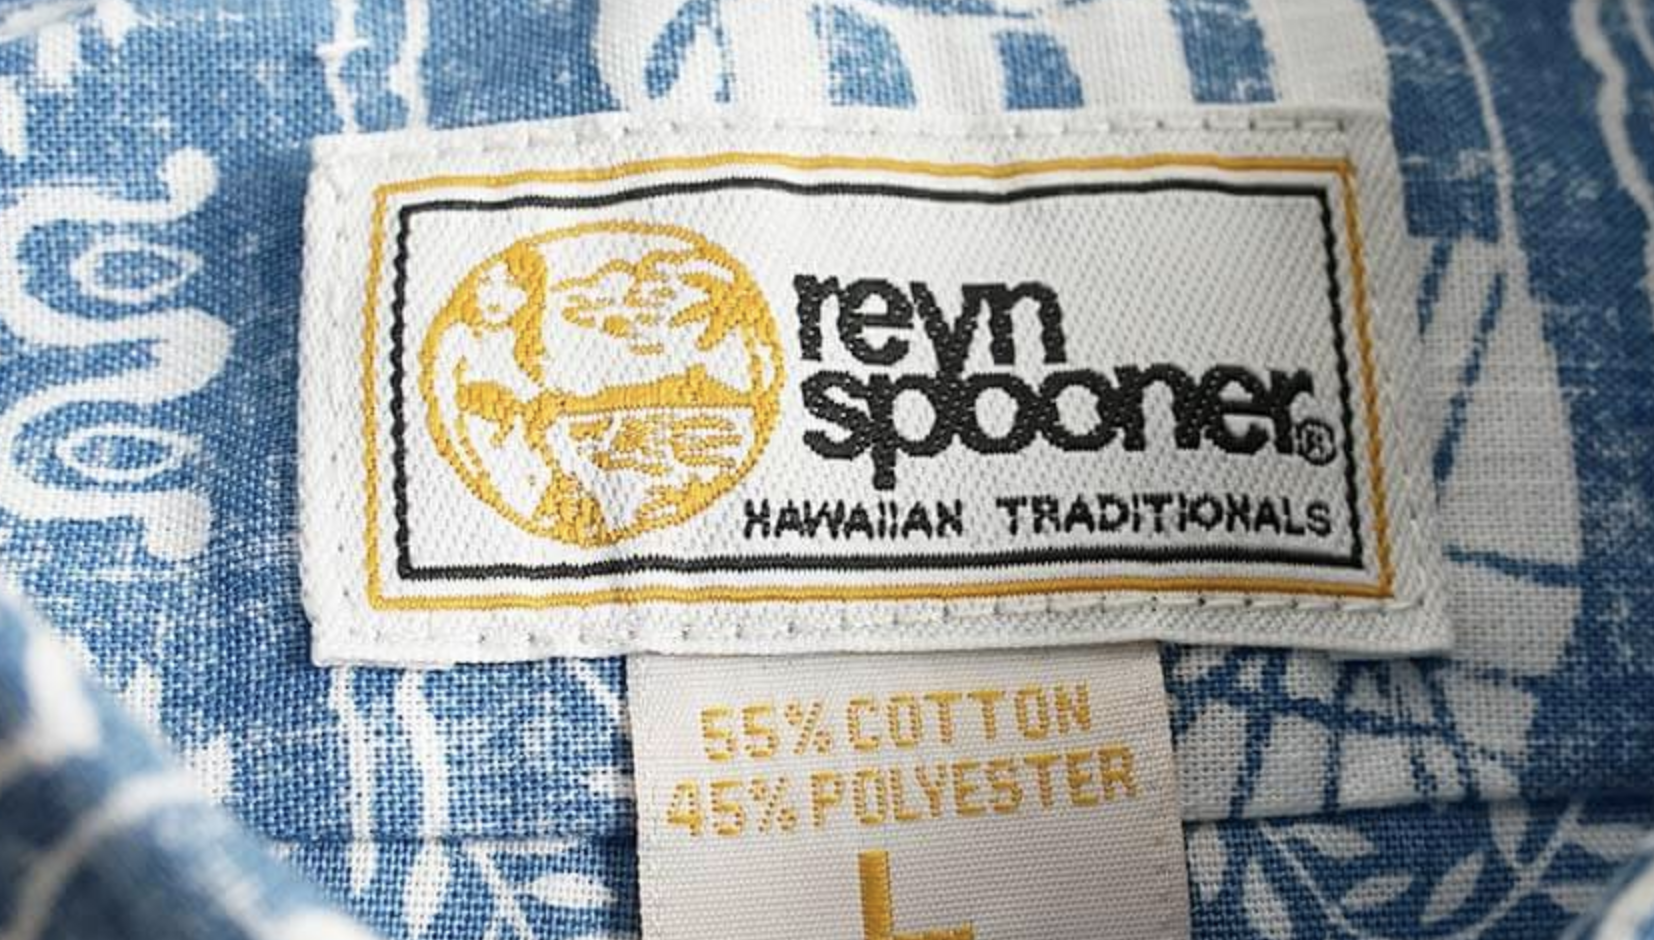 reyn
spooner®
HAWAIIAN TRADITIONALS
55% COTTON
45% POLYESTER
L